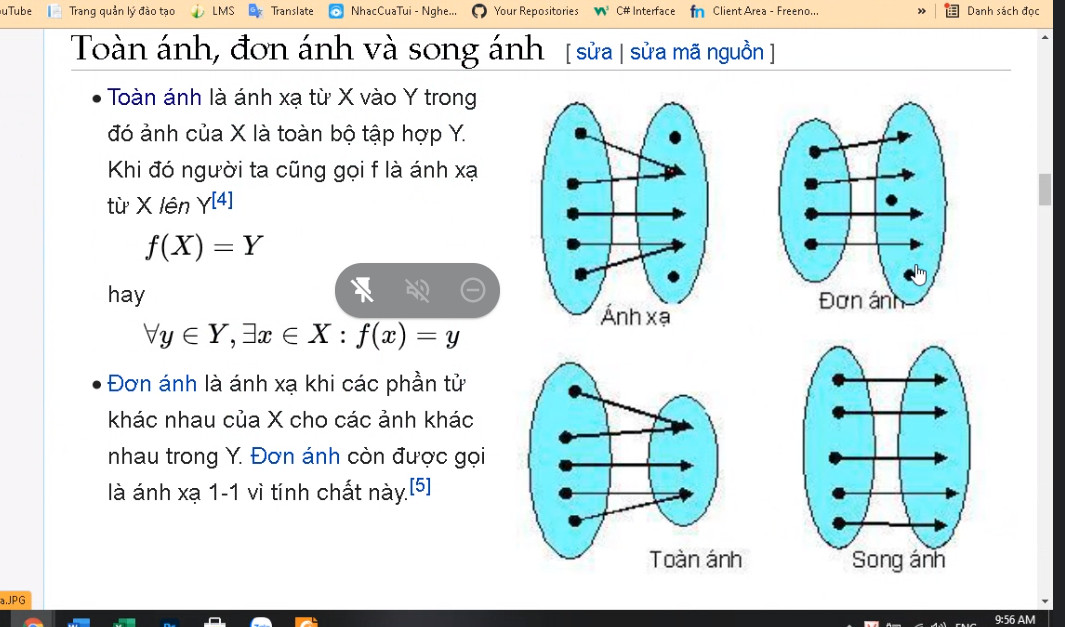 uTube Trang quản lý đào tạo LMS Translate NhacCuaTui - Nghe... Your Repositories C# Interface Client Area - Freeno... » Danh sách đọc
Toàn ánh, đơn ánh và song ánh [ sửa | sửa mã nguồn ]
• Toàn ánh là ánh xạ từ X vào Y trong
đó ảnh của X là toàn bộ tập hợp Y.
Khi đó người ta cũng gọi f là ánh xạ
từ X lên Y[4]
f(X) = Y
hay
∀y ∈ Y, ∃x ∈ X : f(x) = y
• Đơn ánh là ánh xạ khi các phần tử
khác nhau của X cho các ảnh khác
nhau trong Y. Đơn ánh còn được gọi
là ánh xạ 1-1 vì tính chất này.[5]
Ánh xạ
Đơn ánh
Toàn ánh
Song ánh
a.JPG
ENG
9:56 AM